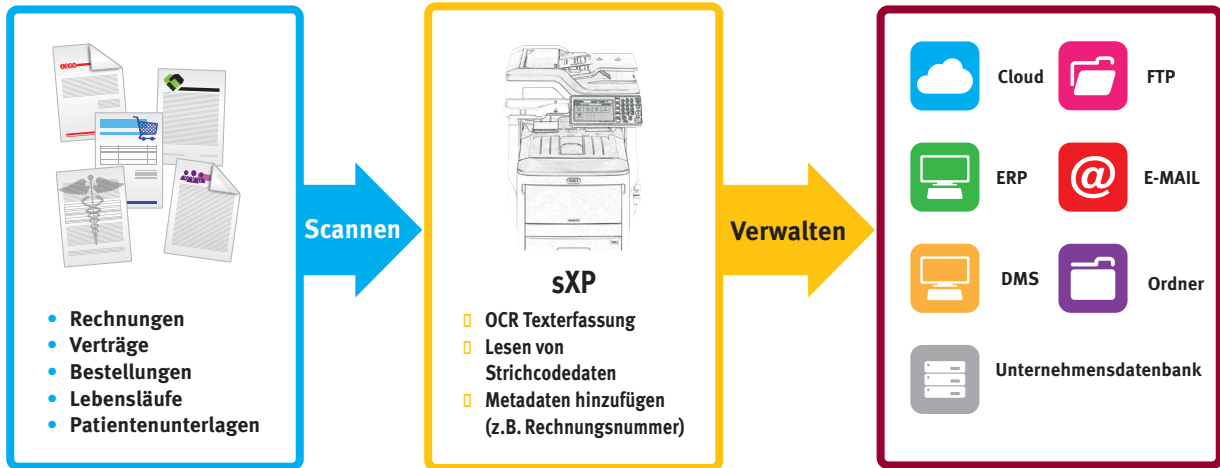 Rechnungen
Verträge
Bestellungen
Lebensläufe
Patientenunterlagen
Scannen
OKI
sXP
OCR Texterfassung
Lesen von
Strichcodedaten
Metadaten hinzufügen
(z.B. Rechnungsnummer)
Verwalten
Cloud
FTP
ERP
@
E-MAIL
DMS
Ordner
Unternehmensdatenbank